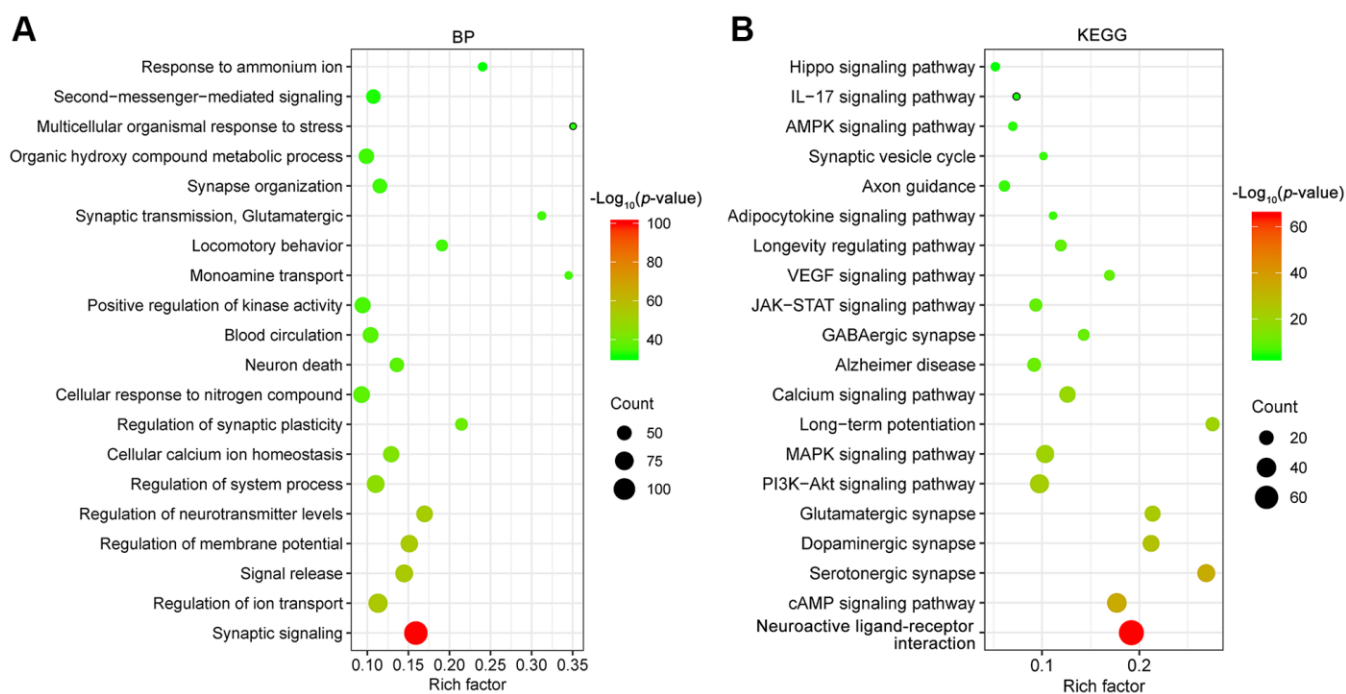 A
BP
Response to ammonium ion
Second−messenger−mediated signaling
Multicellular organismal response to stress
Organic hydroxy compound metabolic process
Synapse organization
Synaptic transmission, Glutamatergic
Locomotory behavior
Monoamine transport
Positive regulation of kinase activity
Blood circulation
Neuron death
Cellular response to nitrogen compound
Regulation of synaptic plasticity
Cellular calcium ion homeostasis
Regulation of system process
Regulation of neurotransmitter levels
Regulation of membrane potential
Signal release
Regulation of ion transport
Synaptic signaling
0.10 0.15 0.20 0.25 0.30 0.35
Rich factor
-Log10(p-value)
100
80
60
40
Count
50
75
100
B
KEGG
Hippo signaling pathway
IL−17 signaling pathway
AMPK signaling pathway
Synaptic vesicle cycle
Axon guidance
Adipocytokine signaling pathway
Longevity regulating pathway
VEGF signaling pathway
JAK−STAT signaling pathway
GABAergic synapse
Alzheimer disease
Calcium signaling pathway
Long−term potentiation
MAPK signaling pathway
PI3K−Akt signaling pathway
Glutamatergic synapse
Dopaminergic synapse
Serotonergic synapse
cAMP signaling pathway
Neuroactive ligand−receptor
interaction
0.1 0.2
Rich factor
-Log10(p-value)
60
40
20
Count
20
40
60